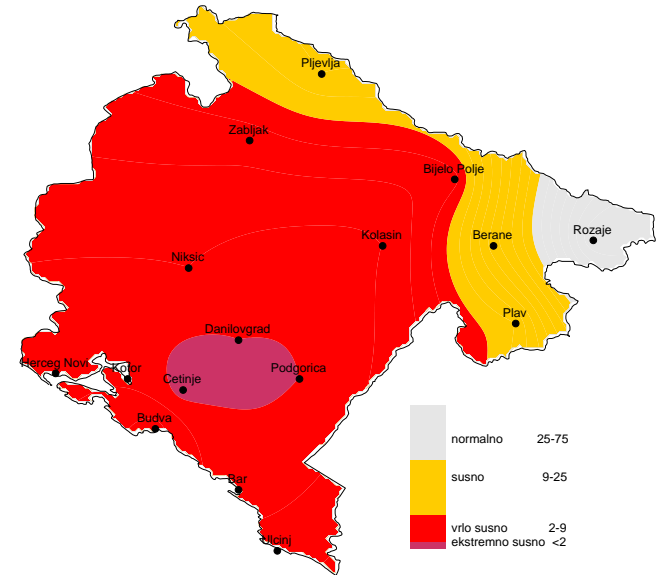 Pljevlja
Zabljak
Bijelo Polje
Rozaje
Kolasin
Berane
Niksic
Plav
Danilovgrad
Herceg Novi
Kotor
Podgorica
Cetinje
Budva
Bar
Ulcinj
normalno 25-75
susno 9-25
vrlo susno 2-9
ekstremno susno <2